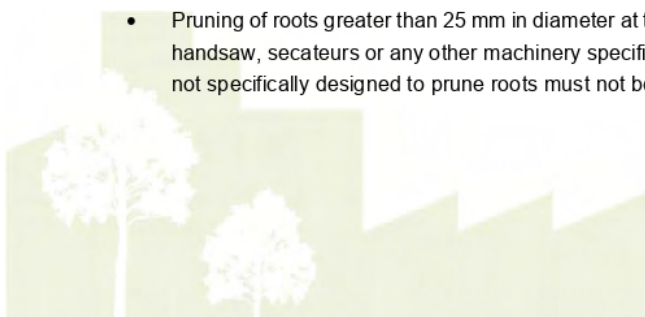 • Pruning of roots greater than 25 mm in diameter at
handsaw, secateurs or any other machinery
not specifically designed to prune roots must not